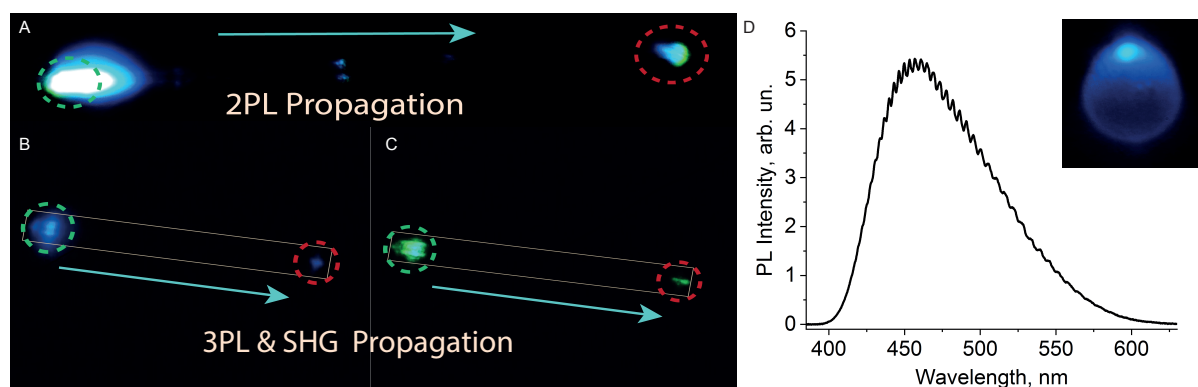 A
2PL Propagation
B
C
3PL & SHG Propagation
D
6
5
4
3
2
1
0
PL Intensity, arb. un.
400 450 500 550 600
Wavelength, nm